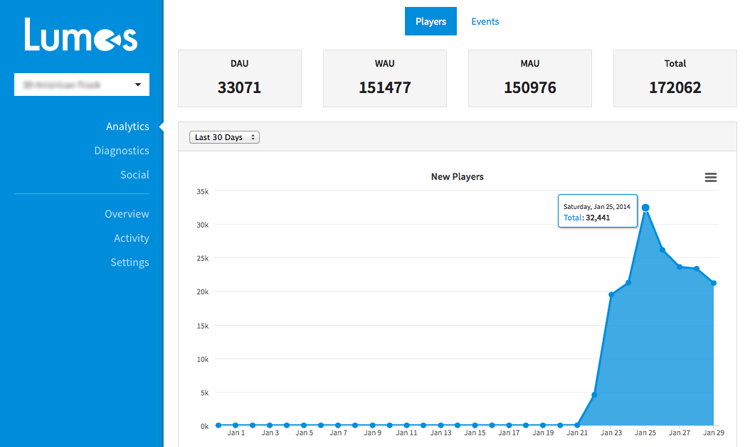 Lumos
Analytics
Diagnostics
Social
Overview
Activity
Settings
Players Events
DAU WAU MAU Total
33071 151477 150976 172062
Last 30 Days
New Players
Saturday, Jan 25, 2014
Total: 32,441
35k
30k
25k
20k
15k
10k
5k
0k
Jan 1 Jan 3 Jan 5 Jan 7 Jan 9 Jan 11 Jan 13 Jan 15 Jan 17 Jan 19 Jan 21 Jan 23 Jan 25 Jan 27 Jan 29